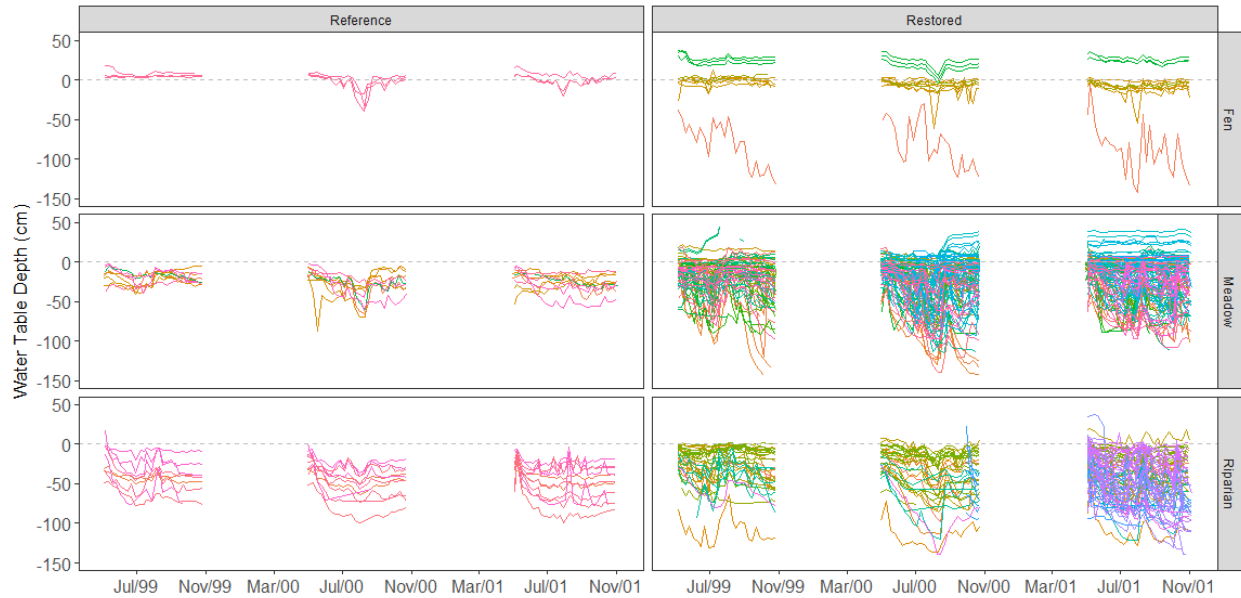 Reference Restored
Water Table Depth (cm)
50
0
-50
-100
-150
Fen
50
0
-50
-100
-150
Meadow
50
0
-50
-100
-150
Riparian
Jul/99 Nov/99 Mar/00 Jul/00 Nov/00 Mar/01 Jul/01 Nov/01 Jul/99 Nov/99 Mar/00 Jul/00 Nov/00 Mar/01 Jul/01 Nov/01